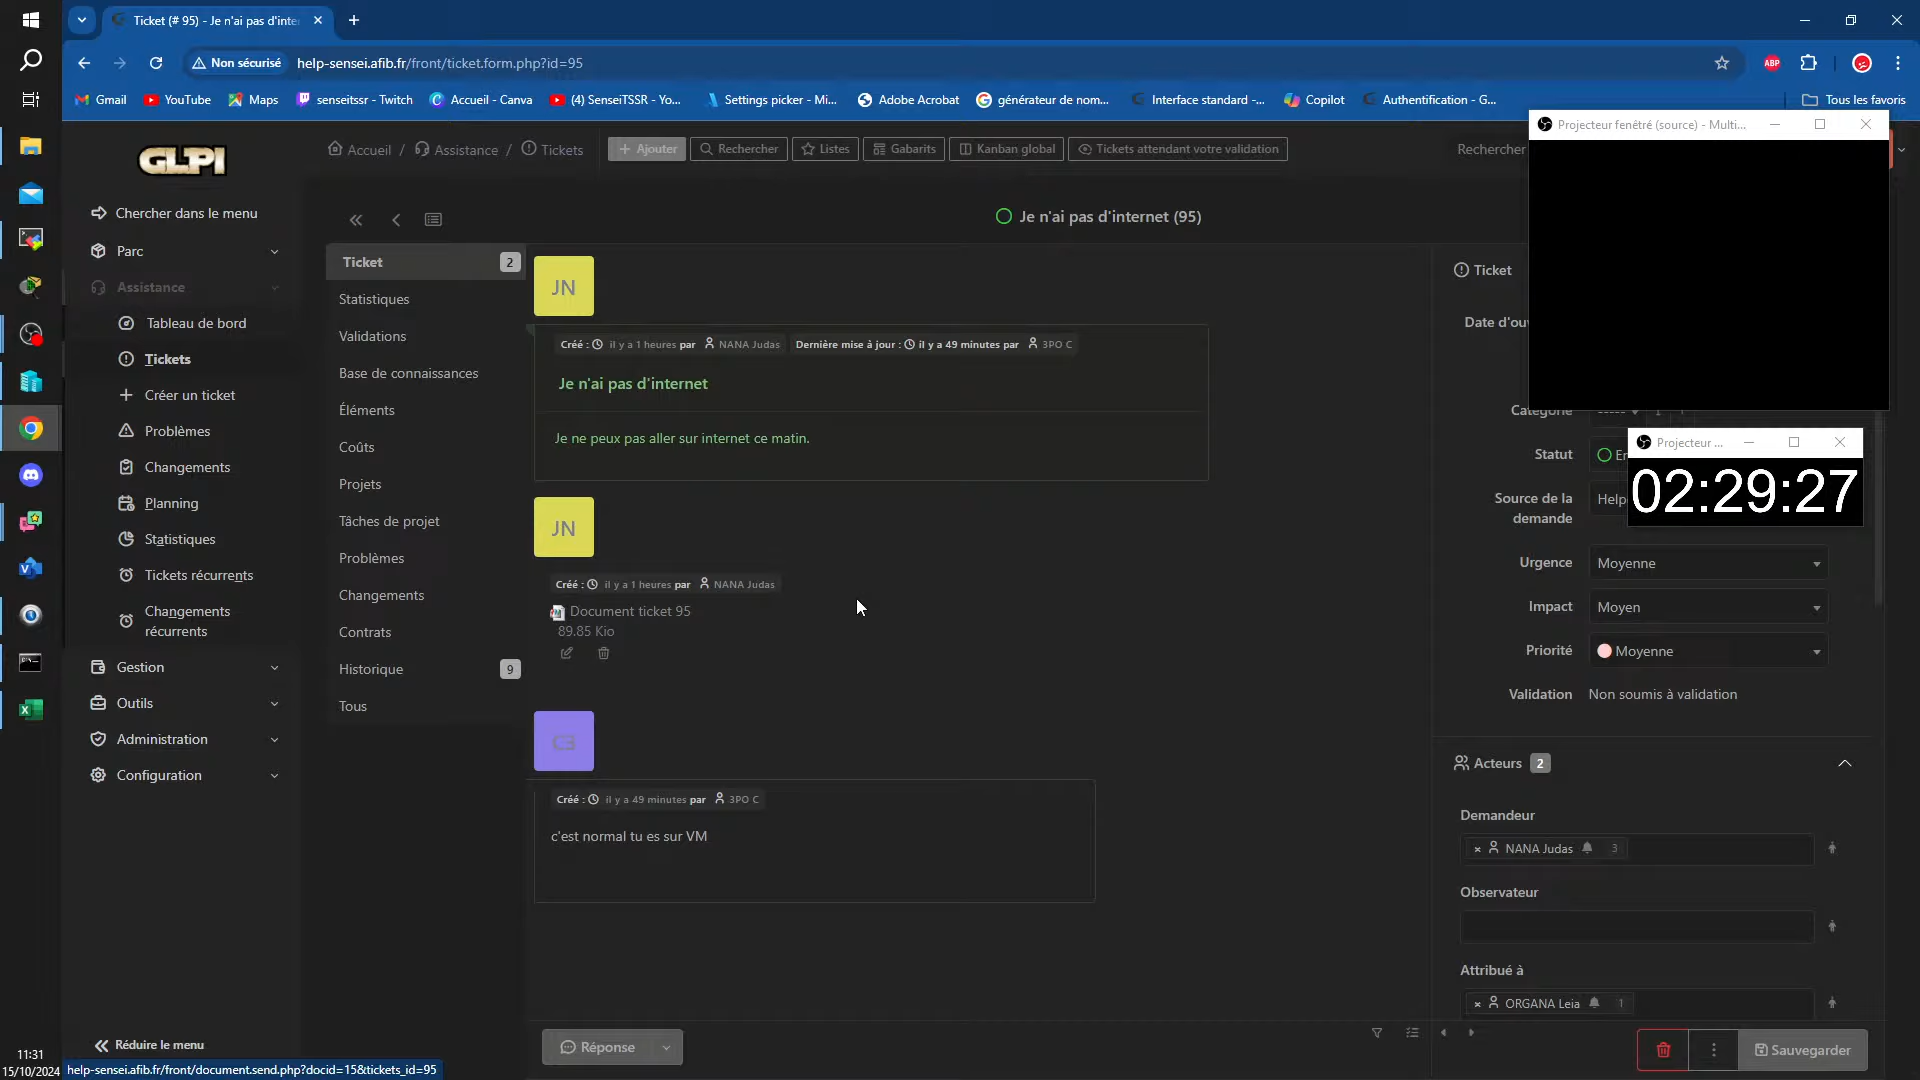 Ticket (# 95) - Je n'ai pas d'inte
Non sécurisé
help-sensei.afib.fr/front/ticket.form.php?id=95
ABP
Gmail
YouTube
Maps
senseitssr - Twitch
Accueil - Canva
(4) SenseiTSSR - Yo...
Settings picker - Mi...
Adobe Acrobat
générateur de nom...
Interface standard -...
Copilot
Authentification - G...
Tous les favoris
GLPI
Accueil / Assistance / Tickets
Ajouter
Rechercher
Listes
Gabarits
Kanban global
Tickets attendant votre validation
Rechercher
Projecteur fenêtré (source) - Multi...
Chercher dans le menu
Parc
Assistance
Tableau de bord
Tickets
Créer un ticket
Problèmes
Changements
Planning
Statistiques
Tickets récurrents
Changements
récurrents
Gestion
Outils
Administration
Configuration
Réduire le menu
Je n'ai pas d'internet (95)
Ticket 2
Statistiques
Validations
Base de connaissances
Éléments
Coûts
Projets
Tâches de projet
Problèmes
Changements
Contrats
Historique 9
Tous
JN
Créé : il y a 1 heures par NANA Judas Dernière mise à jour : il y a 49 minutes par 3PO C
Je n'ai pas d'internet
Je ne peux pas aller sur internet ce matin.
JN
Créé : il y a 1 heures par NANA Judas
Document ticket 95
89.85 Kio
C3
Créé : il y a 49 minutes par 3PO C
c'est normal tu es sur VM
Réponse
Ticket
Date d'ou
Catégorie
Statut
Projecteur ...
02:29:27
Source de la
demande
Help
Urgence Moyenne
Impact Moyen
Priorité Moyenne
Validation Non soumis à validation
Acteurs 2
Demandeur
× NANA Judas 3
Observateur
Attribué à
× ORGANA Leia 1
Sauvegarder
11:31
15/10/2024
help-sensei.afib.fr/front/document.send.php?docid=15&tickets_id=95